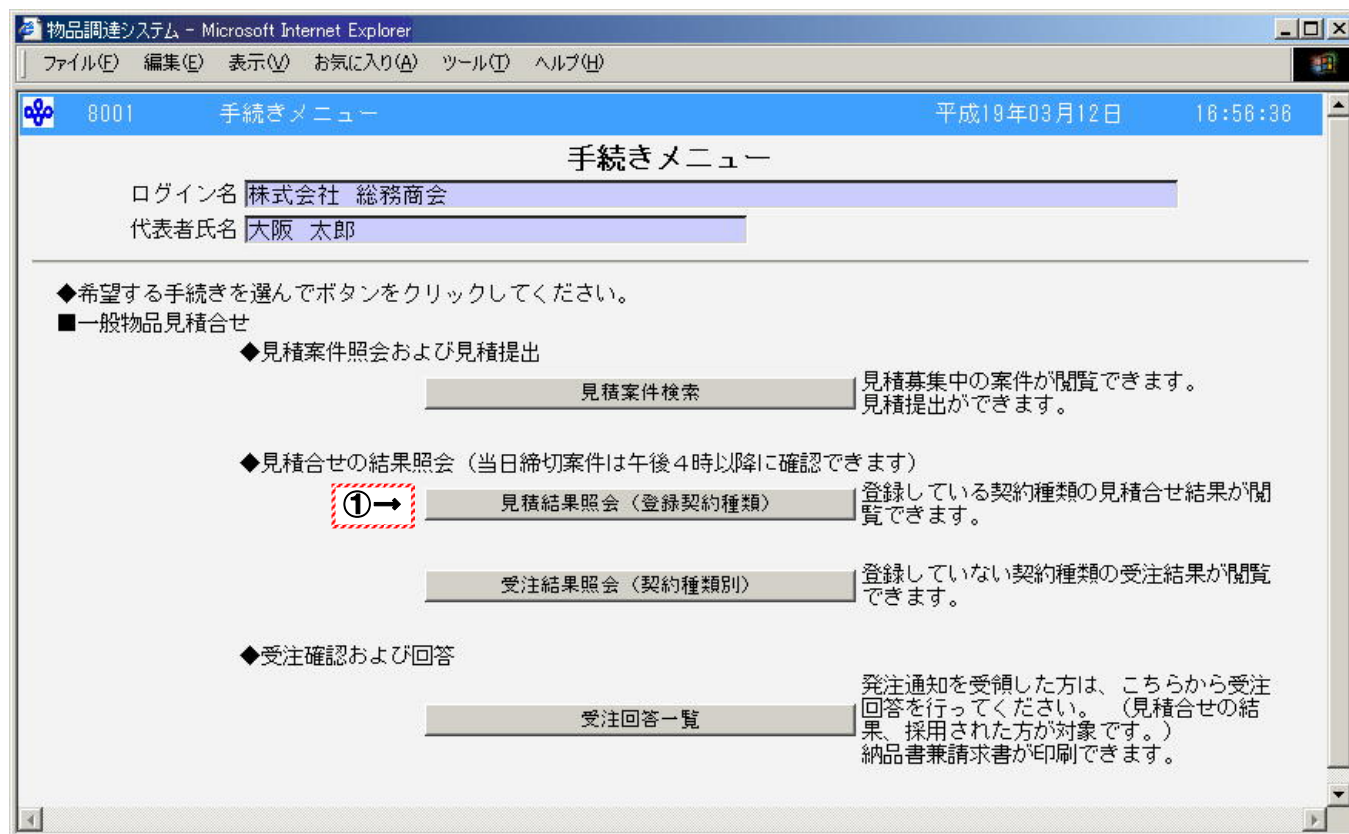 物品調達システム - Microsoft Internet Explorer
ファイル(F) 編集(E) 表示(V) お気に入り(A) ツール(T) ヘルプ(H)
8001 手続きメニュー 平成19年03月12日 16:56:36
手続きメニュー
ログイン名 株式会社 総務商会
代表者氏名 大阪 太郎
◆希望する手続きを選んでボタンをクリックしてください。
■一般物品見積合せ
◆見積案件照会および見積提出
見積案件検索
見積募集中の案件が閲覧できます。
見積提出ができます。
◆見積合せの結果照会（当日締切案件は午後４時以降に確認できます）
①→
見積結果照会（登録契約種類）
登録している契約種類の見積合せ結果が閲
覧できます。
受注結果照会（契約種類別）
登録していない契約種類の受注結果が閲覧
できます。
◆受注確認および回答
受注回答一覧
発注通知を受領した方は、こちらから受注
回答を行ってください。（見積合せの結
果、採用された方が対象です。）
納品書兼請求書が印刷できます。